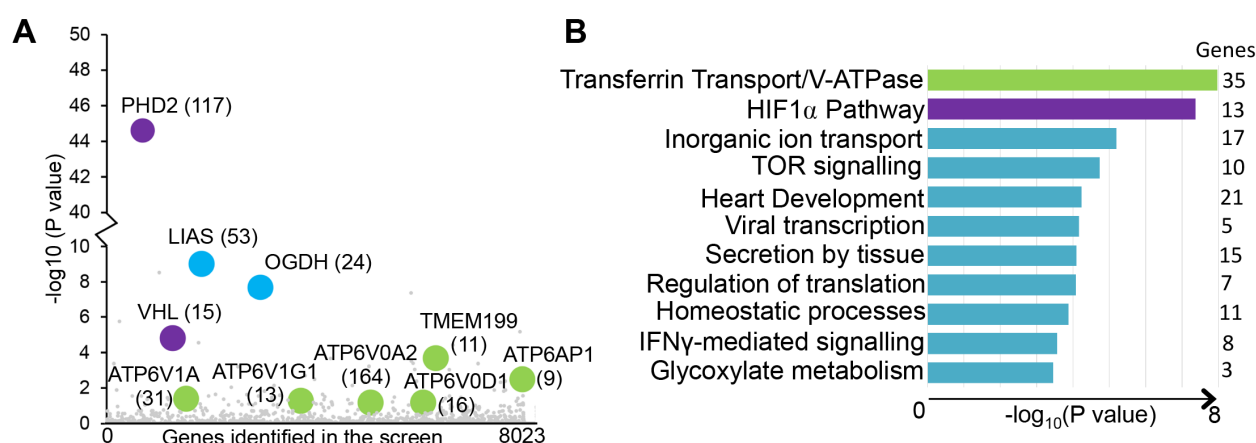 A
50
48
46
44
42
40
10
8
6
4
2
0
-log10 (P value)
PHD2 (117)
LIAS (53)
OGDH (24)
VHL (15)
TMEM199
(11)
ATP6V0A2
(164)
ATP6AP1
(9)
ATP6V1A
(31)
ATP6V1G1
(13)
ATP6V0D1
(16)
0
Genes identified in the screen
8023
B
Genes
Transferrin Transport/V-ATPase 35
HIF1α Pathway 13
Inorganic ion transport 17
TOR signalling 10
Heart Development 21
Viral transcription 5
Secretion by tissue 15
Regulation of translation 7
Homeostatic processes 11
IFNγ-mediated signalling 8
Glycoxylate metabolism 3
0
-log10(P value)
8